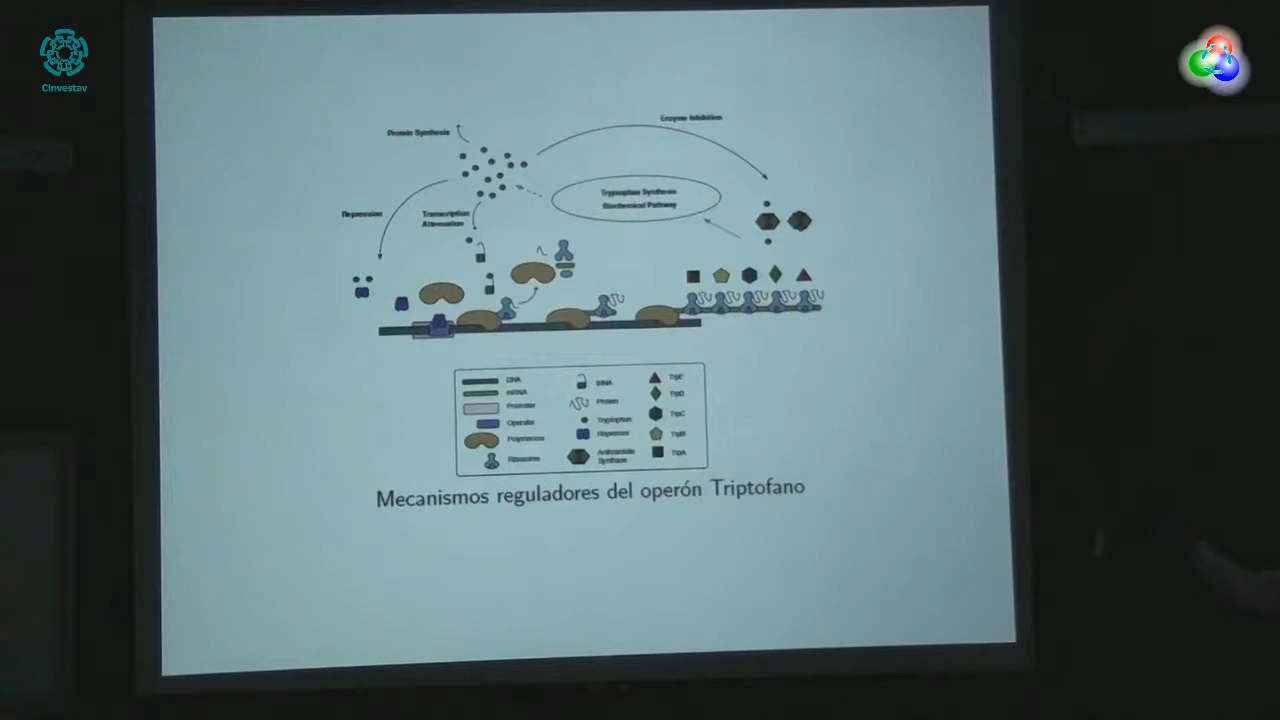 Cinvestav
Protein Synthesis
Enzyme Inhibition
Tryptophan Synthesis
Biochemical Pathway
Repression
Transcription
Attenuation
DNA
mRNA
Promoter
Operator
Polymerase
Ribosome
tRNA
Protein
Tryptophan
Repressor
Anthranilate
Synthase
TrpE
TrpD
TrpC
TrpB
TrpA
Mecanismos reguladores del operón Triptofano